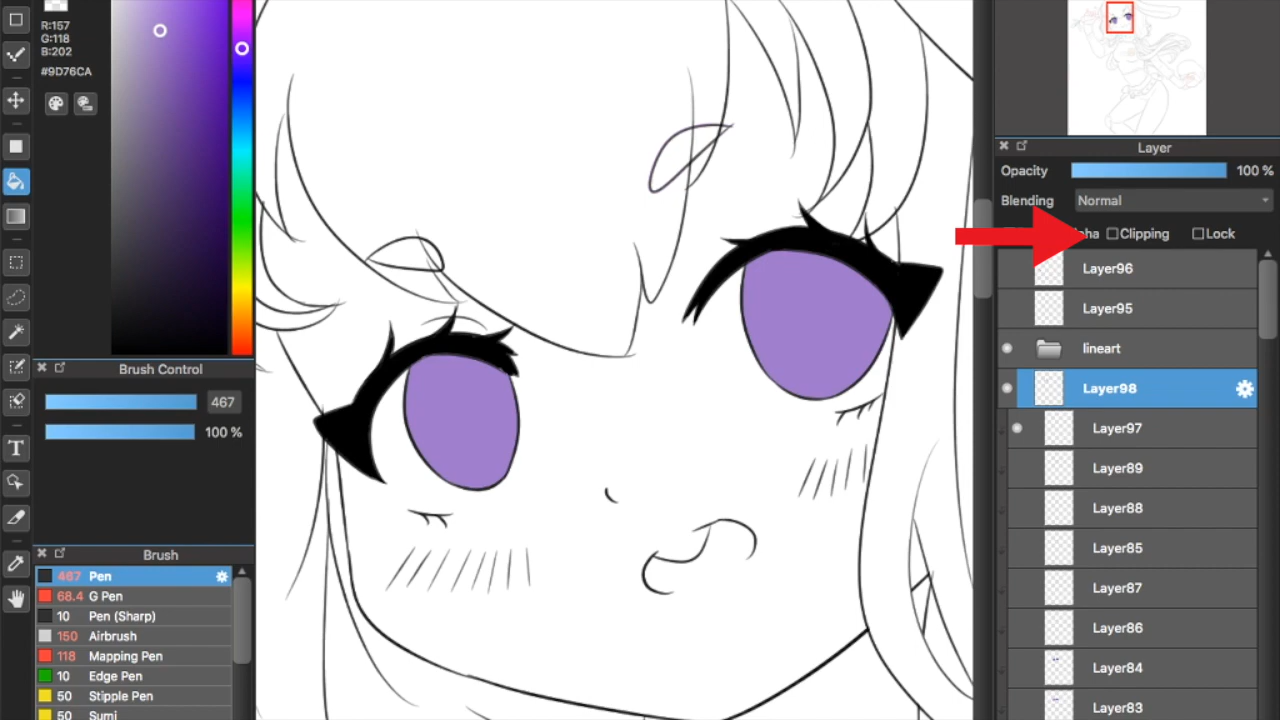 R:157
G:118
B:202
#9D76CA
Brush Control
467
100 %
T
Brush
467 Pen
68.4 G Pen
10 Pen (Sharp)
150 Airbrush
118 Mapping Pen
10 Edge Pen
50 Stipple Pen
50 Sumi
Layer
Opacity 100 %
Blending Normal
Clipping Lock
Layer96
Layer95
lineart
Layer98
Layer97
Layer89
Layer88
Layer85
Layer87
Layer86
Layer84
Layer83